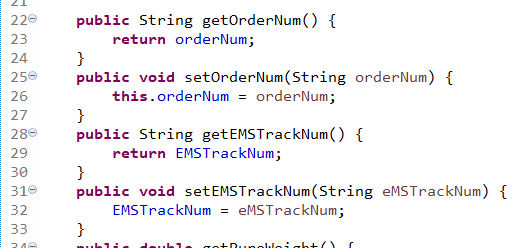 21
22 public String getOrderNum() {
23 return orderNum;
24 }
25 public void setOrderNum(String orderNum) {
26 this.orderNum = orderNum;
27 }
28 public String getEMSTrackNum() {
29 return EMSTrackNum;
30 }
31 public void setEMSTrackNum(String eMSTrackNum) {
32 EMSTrackNum = eMSTrackNum;
33 }
34 public double getPureWeight() {